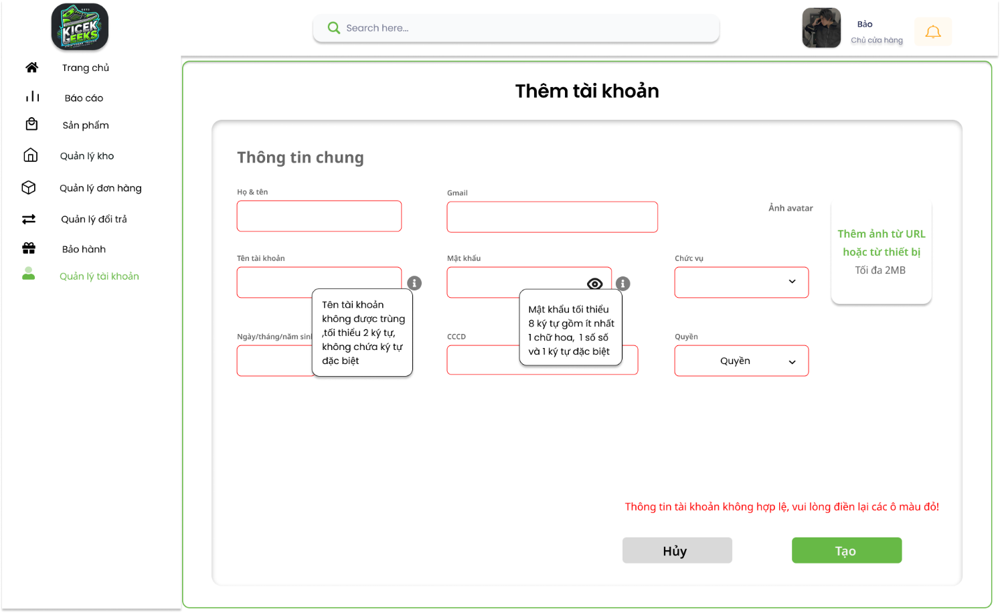 KICEK
GEEKS
Search here...
Bảo
Chủ cửa hàng
Trang chủ
Báo cáo
Sản phẩm
Quản lý kho
Quản lý đơn hàng
Quản lý đổi trả
Bảo hành
Quản lý tài khoản
Thêm tài khoản
Thông tin chung
Họ & tên
Gmail
Ảnh avatar
Thêm ảnh từ URL
hoặc từ thiết bị
Tối đa 2MB
Tên tài khoản
Mật khẩu
Chức vụ
Tên tài khoản
không được trùng
,tối thiểu 2 ký tự,
không chứa ký tự
đặc biệt
Mật khẩu tối thiểu
8 ký tự gồm ít nhất
1 chữ hoa, 1 số số
và 1 ký tự đặc biệt
Ngày/tháng/năm sinh
CCCD
Quyền
Quyền
Thông tin tài khoản không hợp lệ, vui lòng điền lại các ô màu đỏ!
Hủy
Tạo